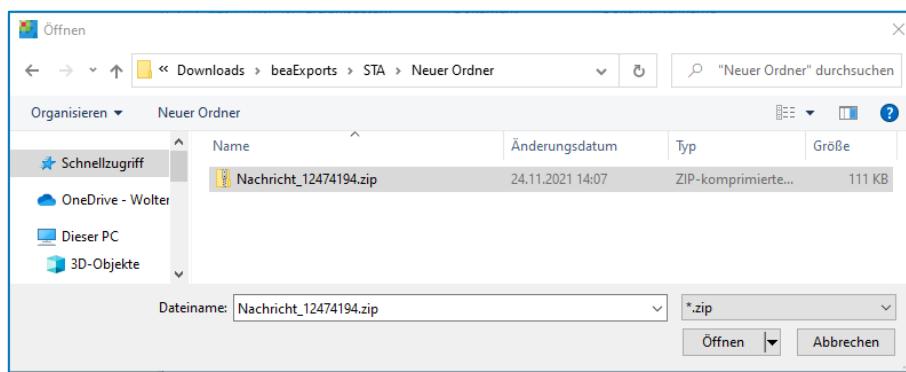 Öffnen
« Downloads › beaExports › STA › Neuer Ordner
"Neuer Ordner" durchsuchen
Organisieren Neuer Ordner
Name Änderungsdatum Typ Größe
Schnellzugriff
Nachricht_12474194.zip 24.11.2021 14:07 ZIP-komprimierte... 111 KB
OneDrive - Wolter
Dieser PC
3D-Objekte
Dateiname: Nachricht_12474194.zip *.zip
Öffnen Abbrechen